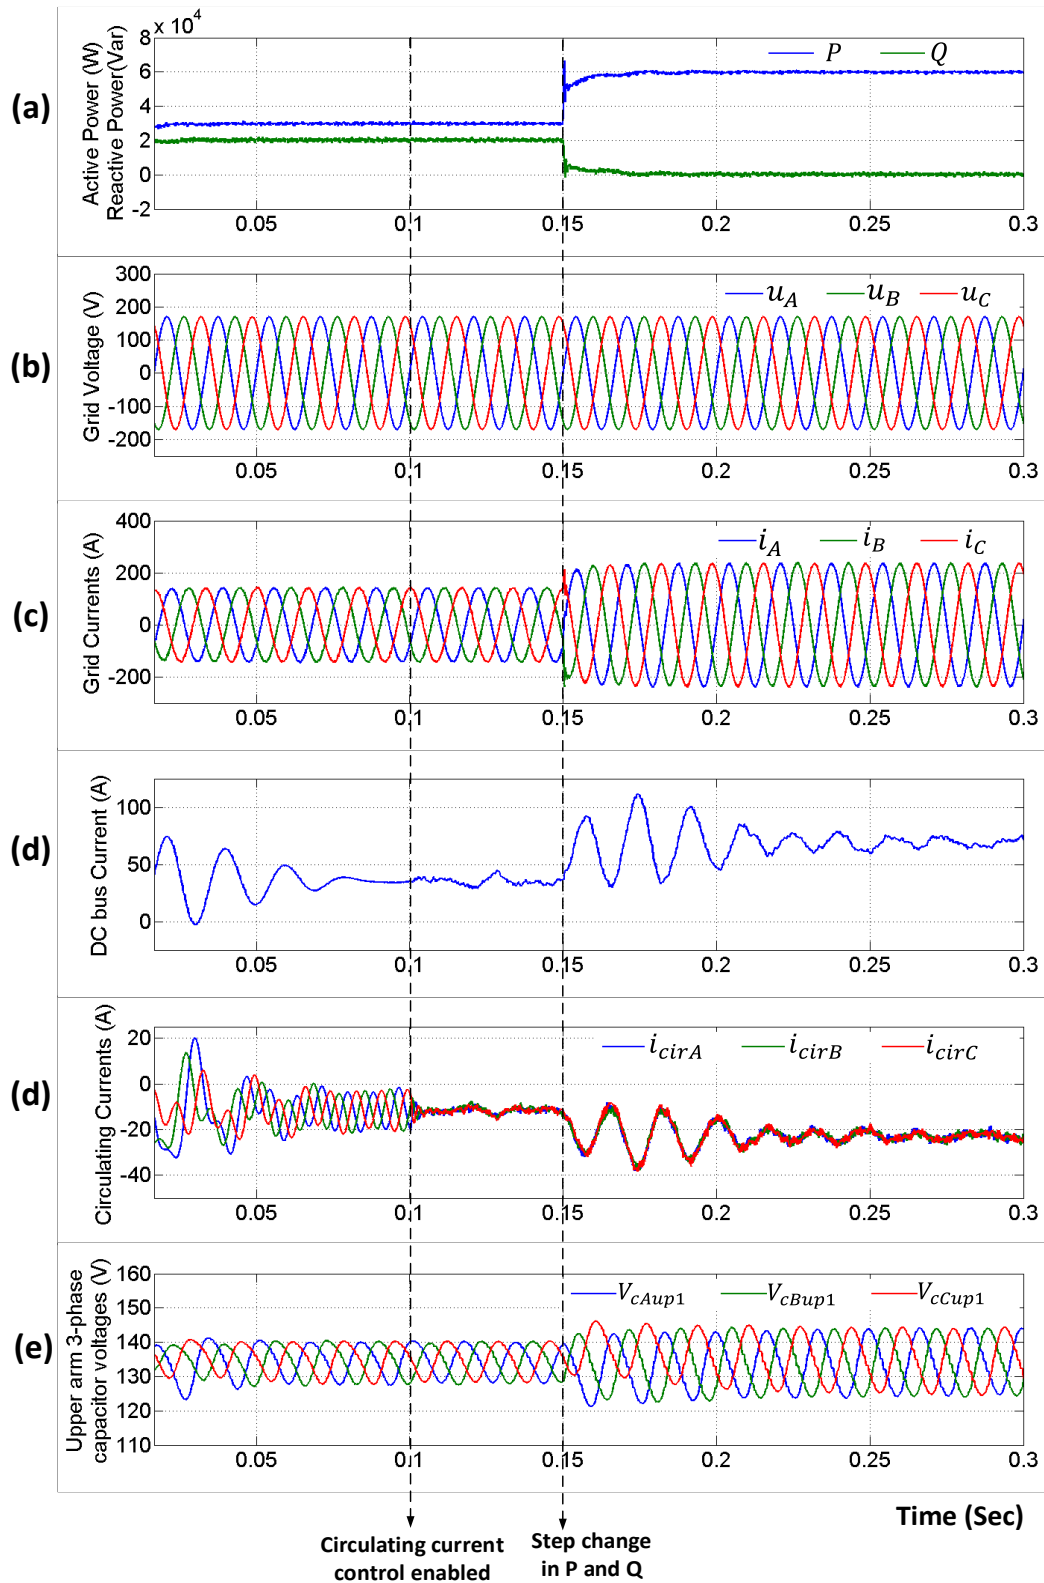 × 10⁴
(a)
Active Power (W)
Reactive Power(Var)
8
6
4
2
0
-2
P Q
0.05 0.1 0.15 0.2 0.25 0.3
(b)
Grid Voltage (V)
300
200
100
0
-100
-200
u_A u_B u_C
0.05 0.1 0.15 0.2 0.25 0.3
(c)
Grid Currents (A)
400
200
0
-200
i_A i_B i_C
0.05 0.1 0.15 0.2 0.25 0.3
(d)
DC bus Current (A)
100
50
0
0.05 0.1 0.15 0.2 0.25 0.3
(d)
Circulating Currents (A)
20
0
-20
-40
i_cirA i_cirB i_cirC
0.05 0.1 0.15 0.2 0.25 0.3
(e)
Upper arm 3-phase
capacitor voltages (V)
160
150
140
130
120
110
V_cAup1 V_cBup1 V_cCup1
0.05 0.1 0.15 0.2 0.25 0.3
Time (Sec)
Circulating current
control enabled
Step change
in P and Q